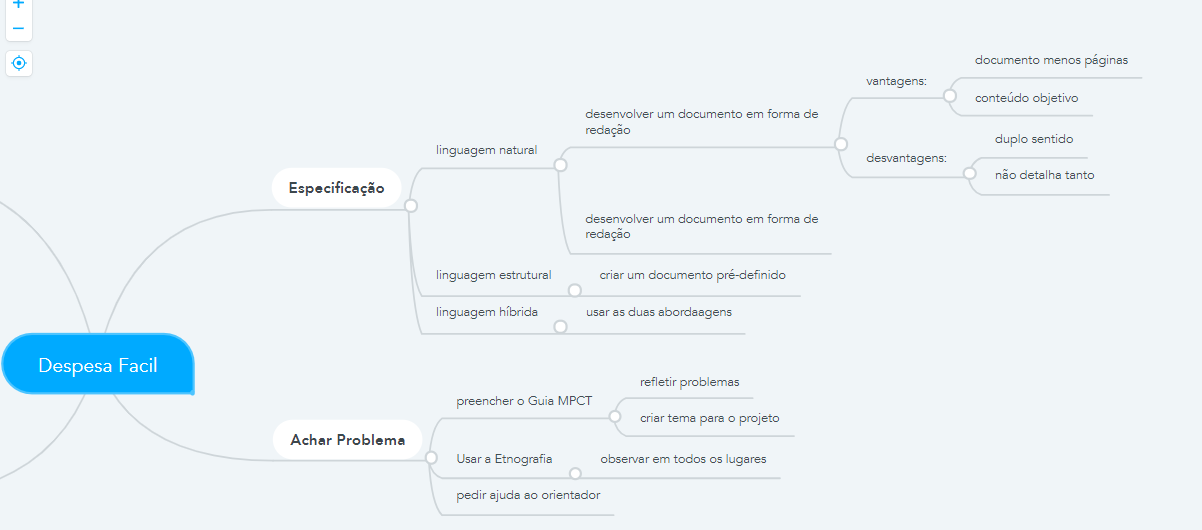 Despesa Facil
Especificação
linguagem natural
desenvolver um documento em forma de
redação
vantagens:
documento menos páginas
conteúdo objetivo
desvantagens:
duplo sentido
não detalha tanto
desenvolver um documento em forma de
redação
linguagem estrutural
criar um documento pré-definido
linguagem híbrida
usar as duas abordaagens
Achar Problema
preencher o Guia MPCT
refletir problemas
criar tema para o projeto
Usar a Etnografia
observar em todos os lugares
pedir ajuda ao orientador